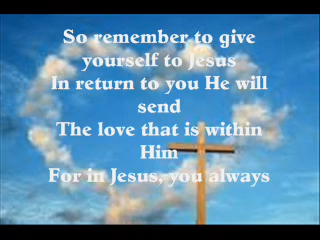 So remember to give
yourself to Jesus
In return to you He will
send
The love that is within
Him
For in Jesus, you always